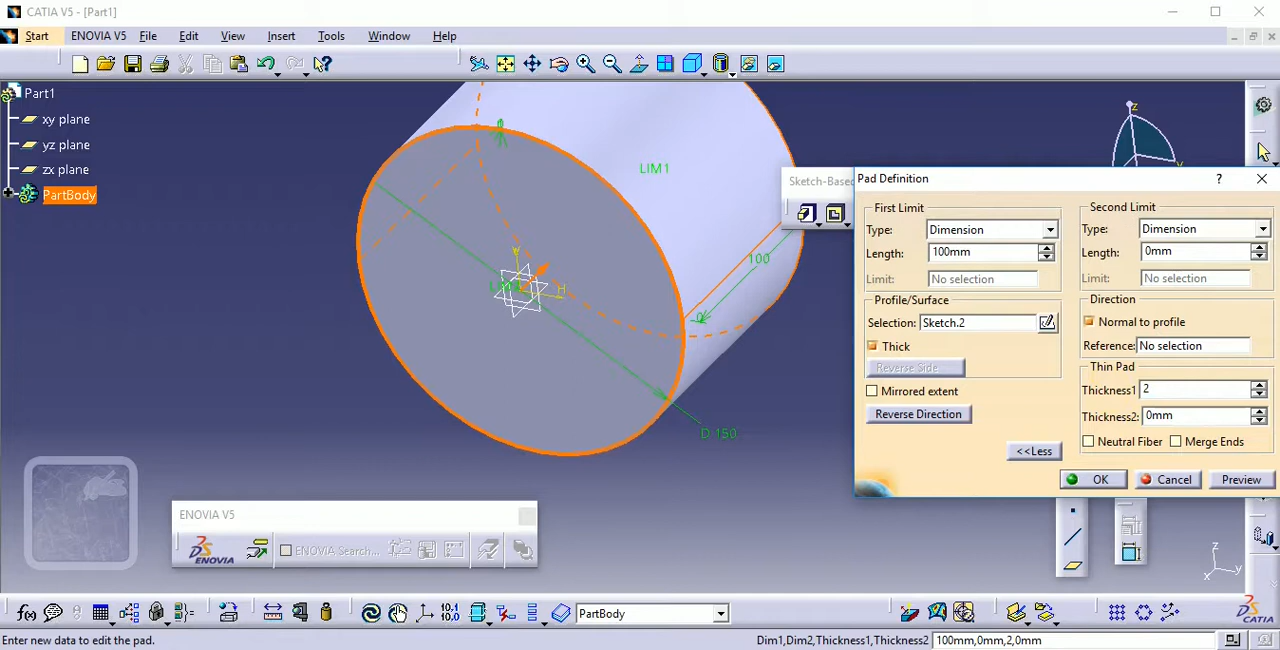 CATIA V5 - [Part1]
Start ENOVIA V5 File Edit View Insert Tools Window Help
Part1
xy plane
yz plane
zx plane
PartBody
LIM1
100
D 150
Sketch-Based
Pad Definition
First Limit
Type: Dimension
Length: 100mm
Limit: No selection
Profile/Surface
Selection: Sketch.2
Thick
Reverse Side
Mirrored extent
Reverse Direction
<<Less
Second Limit
Type: Dimension
Length: 0mm
Limit: No selection
Direction
Normal to profile
Reference: No selection
Thin Pad
Thickness1 2
Thickness2: 0mm
Neutral Fiber Merge Ends
OK Cancel Preview
ENOVIA V5
ENOVIA
ENOVIA Search...
PartBody
CATIA
Enter new data to edit the pad.
Dim1,Dim2,Thickness1,Thickness2 100mm,0mm,2,0mm